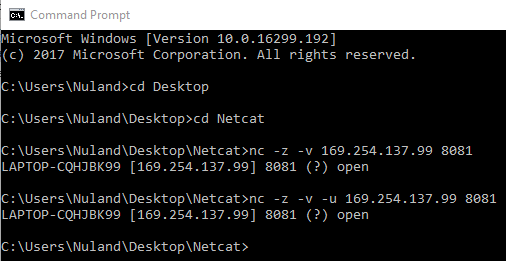 Command Prompt
Microsoft Windows [Version 10.0.16299.192]
(c) 2017 Microsoft Corporation. All rights reserved.
C:\Users\Nuland>cd Desktop
C:\Users\Nuland\Desktop>cd Netcat
C:\Users\Nuland\Desktop\Netcat>nc -z -v 169.254.137.99 8081
LAPTOP-CQHJBK99 [169.254.137.99] 8081 (?) open
C:\Users\Nuland\Desktop\Netcat>nc -z -v -u 169.254.137.99 8081
LAPTOP-CQHJBK99 [169.254.137.99] 8081 (?) open
C:\Users\Nuland\Desktop\Netcat>